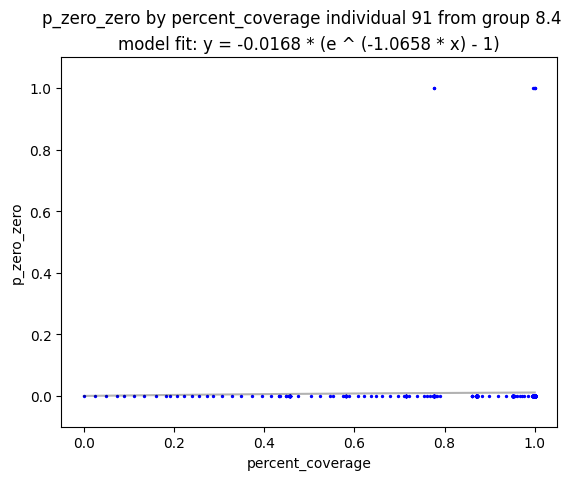 p_zero_zero by percent_coverage individual 91 from group 8.4
model fit: y = -0.0168 * (e ^ (-1.0658 * x) - 1)
1.0
0.8
0.6
0.4
0.2
0.0
p_zero_zero
0.0 0.2 0.4 0.6 0.8 1.0
percent_coverage